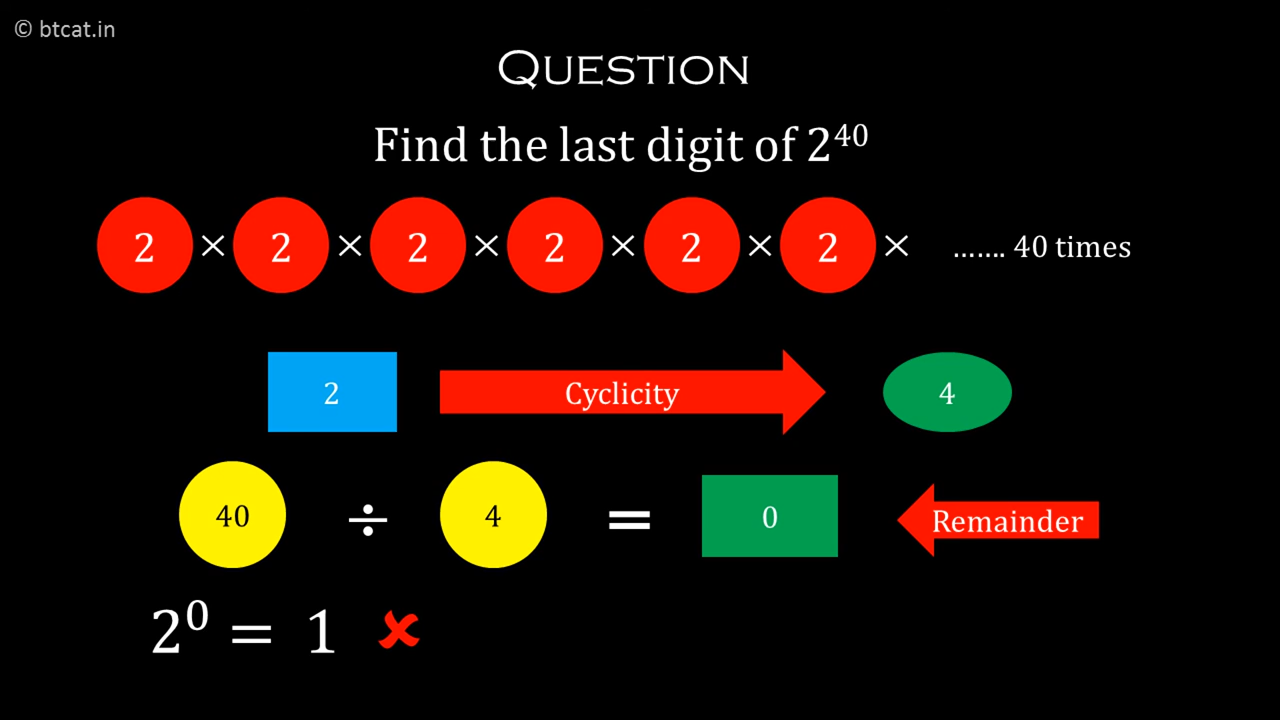 © btcat.in
QUESTION
Find the last digit of 2⁴⁰
2 × 2 × 2 × 2 × 2 × 2 × ....... 40 times
2 Cyclicity 4
40 ÷ 4 = 0 Remainder
2⁰ = 1 ✘